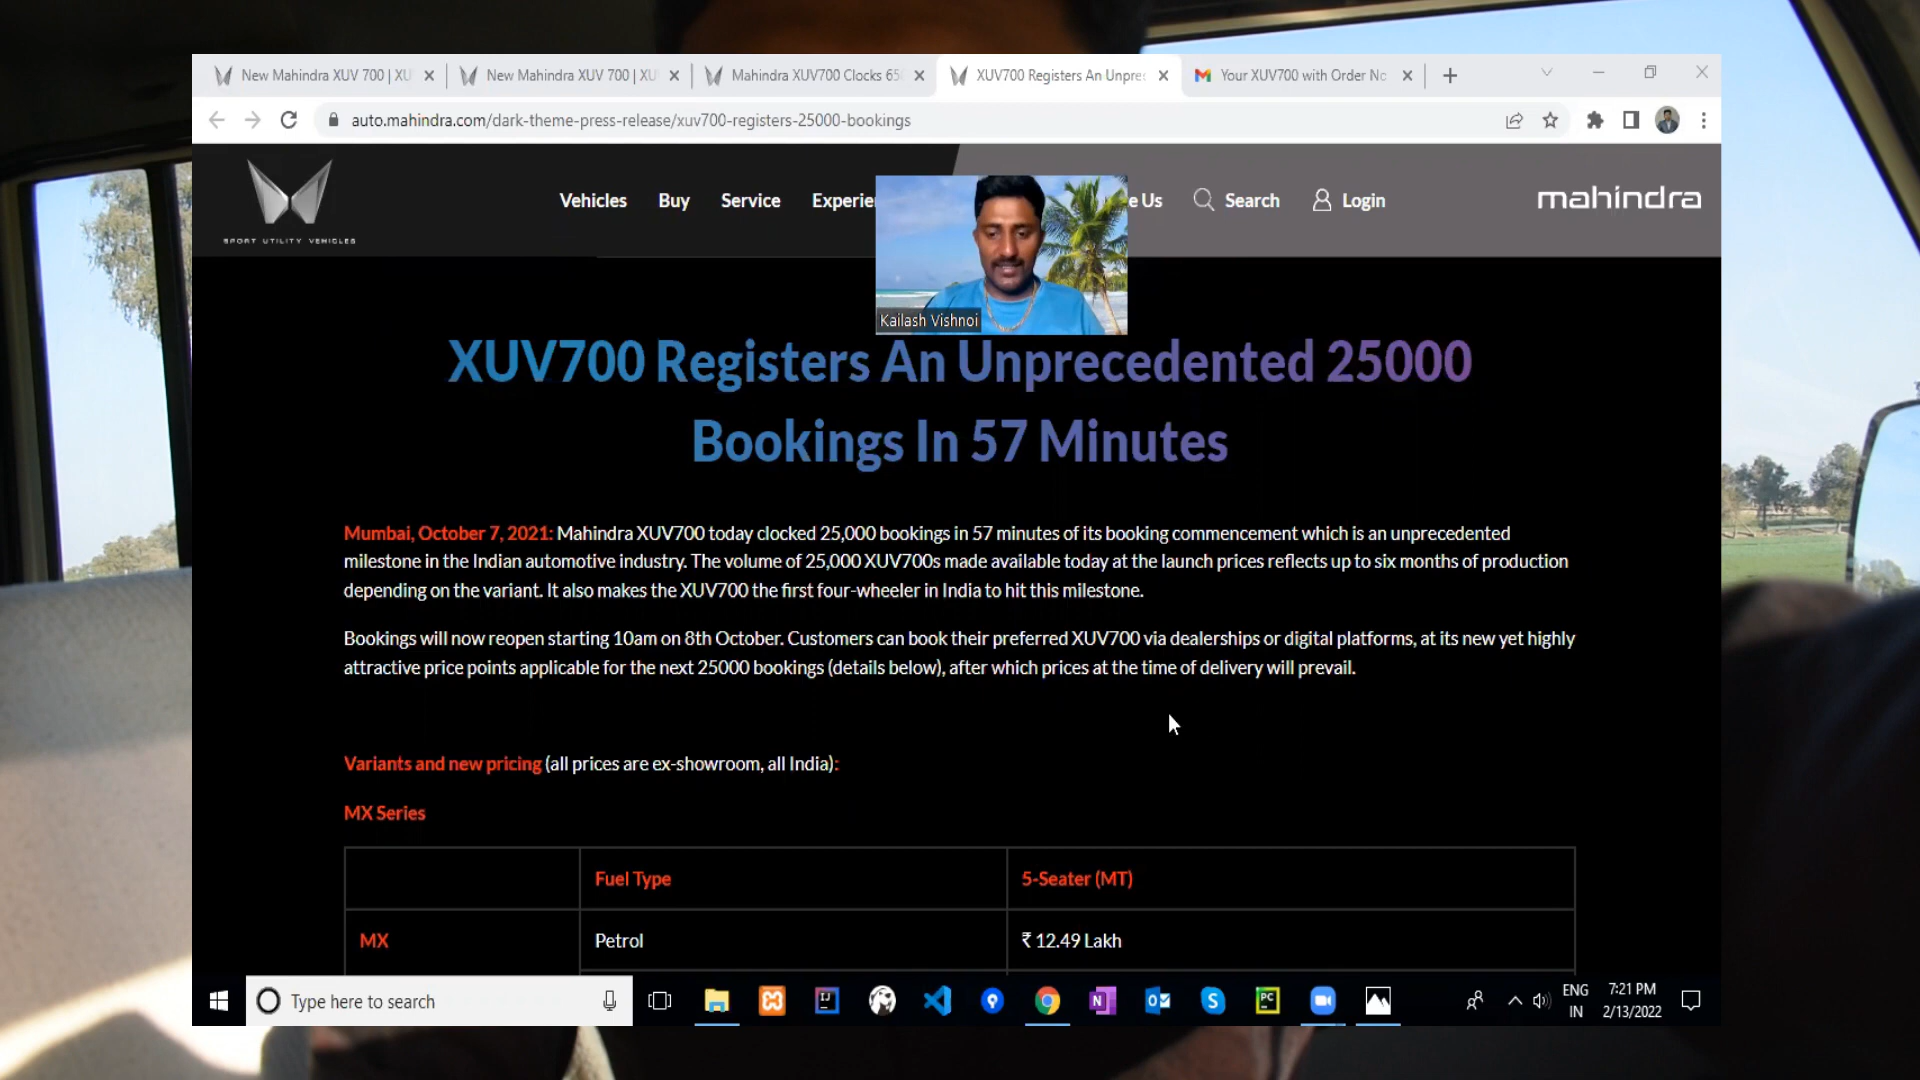 New Mahindra XUV 700 | XU
New Mahindra XUV 700 | XU
Mahindra XUV700 Clocks 65
XUV700 Registers An Unpre
Your XUV700 with Order No
auto.mahindra.com/dark-theme-press-release/xuv700-registers-25000-bookings
SPORT UTILITY VEHICLES
Vehicles Buy Service Experie e Us Search Login
mahindra
Kailash Vishnoi
XUV700 Registers An Unprecedented 25000
Bookings In 57 Minutes
Mumbai, October 7, 2021: Mahindra XUV700 today clocked 25,000 bookings in 57 minutes of its booking commencement which is an unprecedented
milestone in the Indian automotive industry. The volume of 25,000 XUV700s made available today at the launch prices reflects up to six months of production
depending on the variant. It also makes the XUV700 the first four-wheeler in India to hit this milestone.
Bookings will now reopen starting 10am on 8th October. Customers can book their preferred XUV700 via dealerships or digital platforms, at its new yet highly
attractive price points applicable for the next 25000 bookings (details below), after which prices at the time of delivery will prevail.
Variants and new pricing (all prices are ex-showroom, all India):
MX Series
Fuel Type 5-Seater (MT)
MX Petrol ₹ 12.49 Lakh
Type here to search
ENG
IN
7:21 PM
2/13/2022